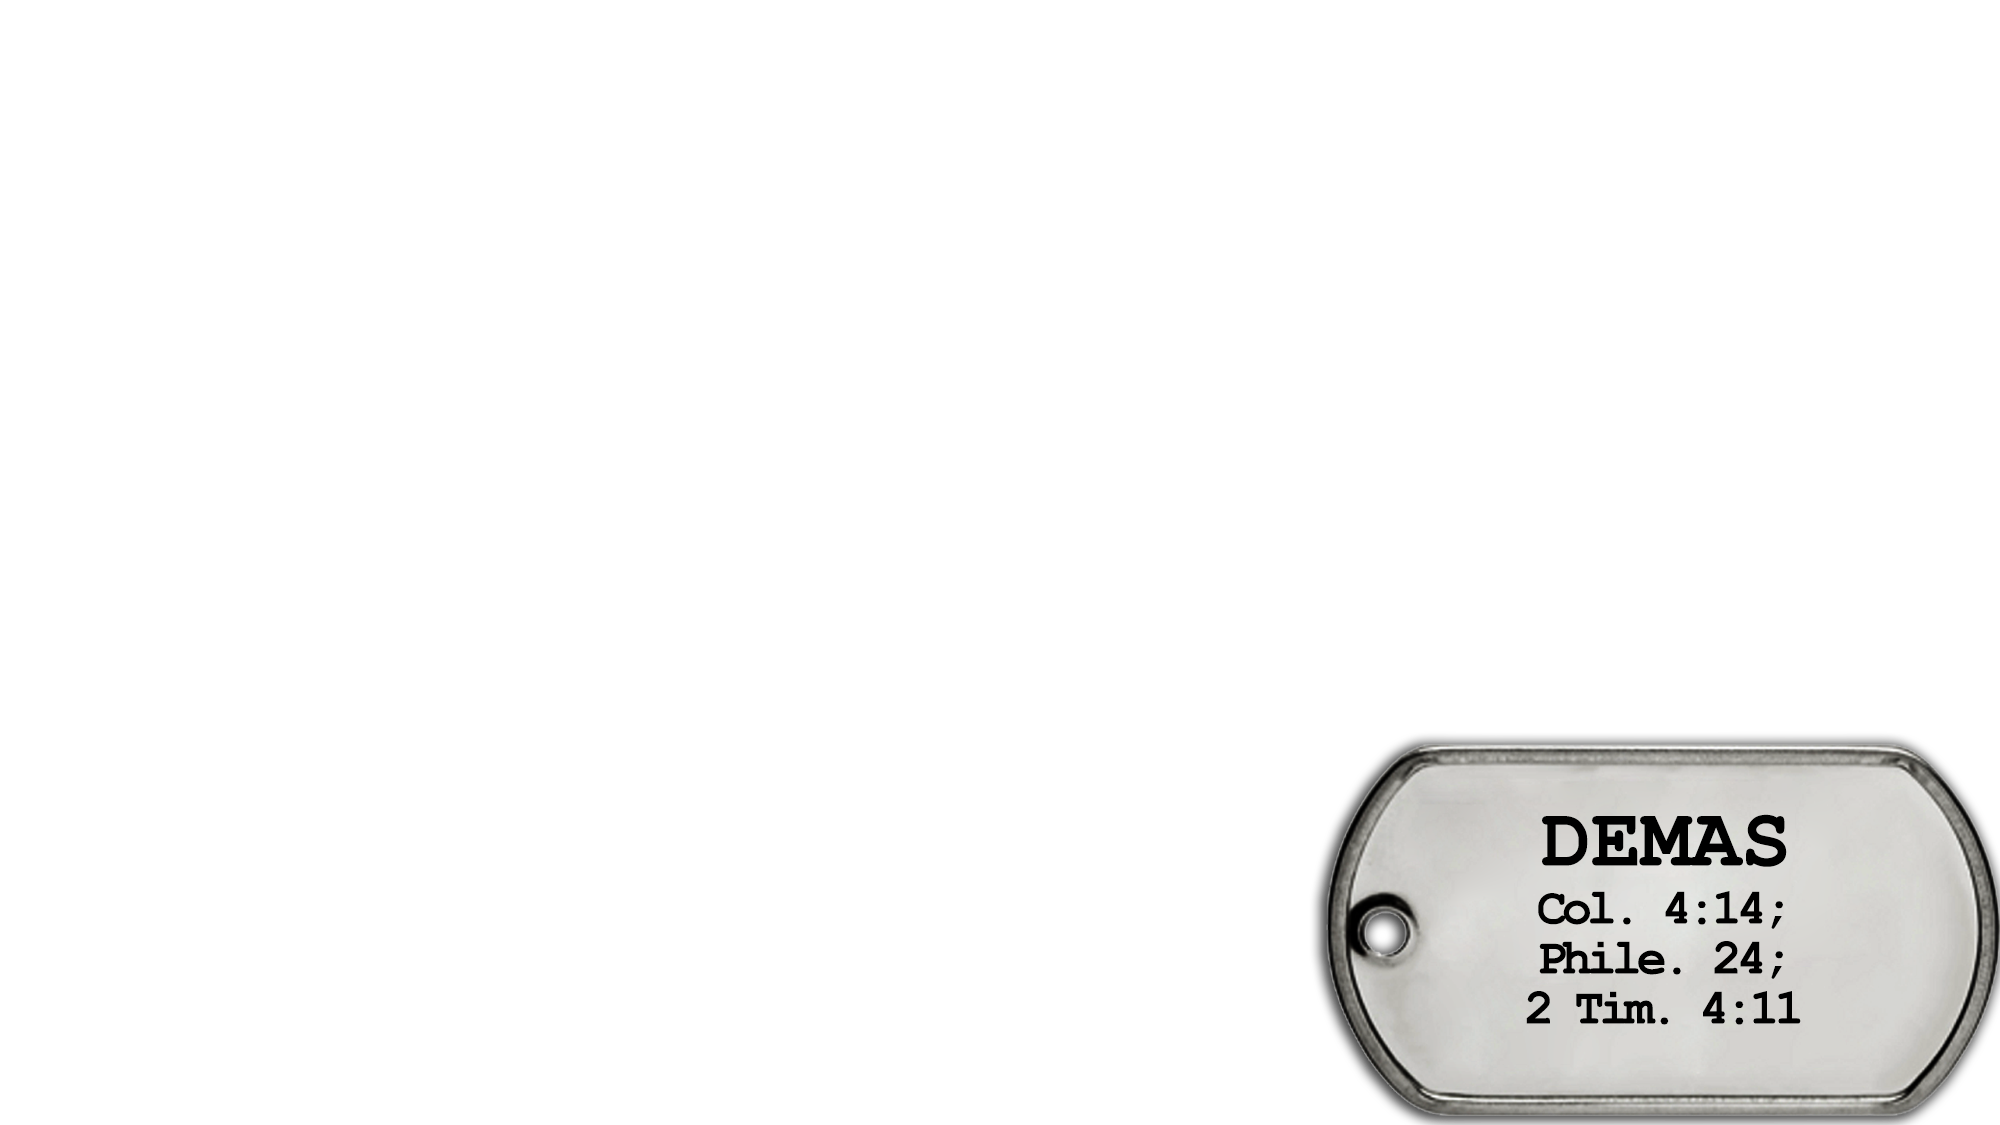 DEMAS
Col. 4:14;
Phile. 24;
2 Tim. 4:11